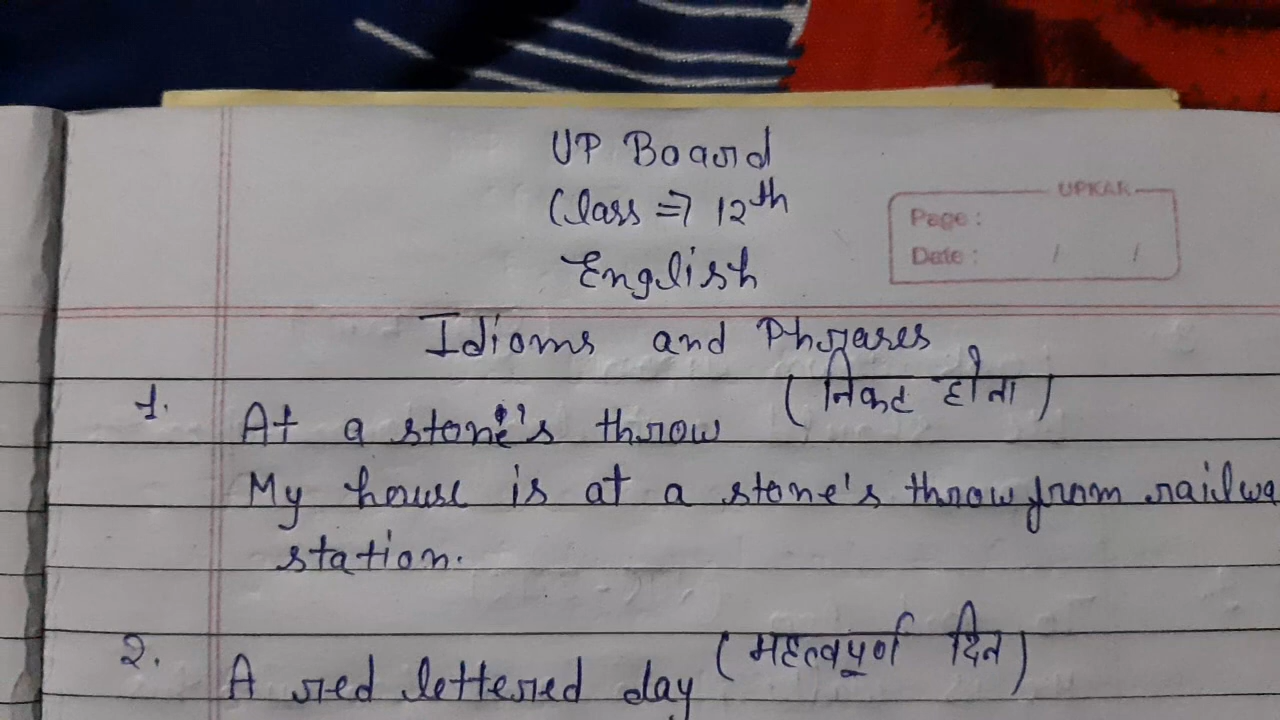 UP Board
Class ⇒ 12th
UPKAR
Page :
Date : / /
English
Idioms and Phrases
1. At a stone's throw (निकट होना)
My house is at a stone's throw from railwa
station.
2. A red lettered day (महत्वपूर्ण दिन)